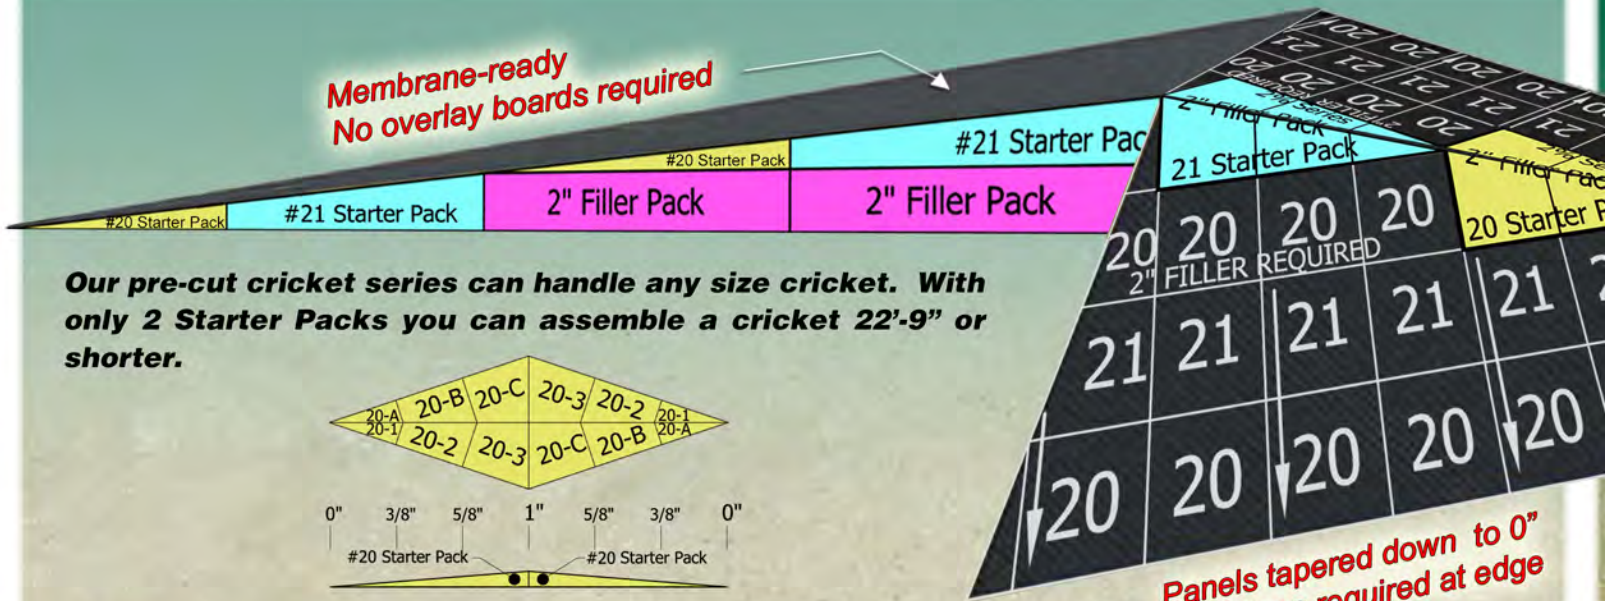 Membrane-ready
No overlay boards required
#20 Starter Pack
#21 Starter Pack
2" Filler Pack
#20 Starter Pack
2" Filler Pack
#21 Starter Pac
Our pre-cut cricket series can handle any size cricket. With
only 2 Starter Packs you can assemble a cricket 22'-9” or
shorter.
20-A 20-B 20-C 20-3 20-2 20-1
20-1 20-2 20-3 20-C 20-B 20-A
0" 3/8" 5/8" 1" 5/8" 3/8" 0"
#20 Starter Pack #20 Starter Pack
2" Filler Pack
21 Starter Pack
2" Filler
20 Starter
20 20 20 20
2" FILLER REQUIRED
21 21 21 21 21
20 20 20 20 20
Panels tapered down to 0”
required at edge